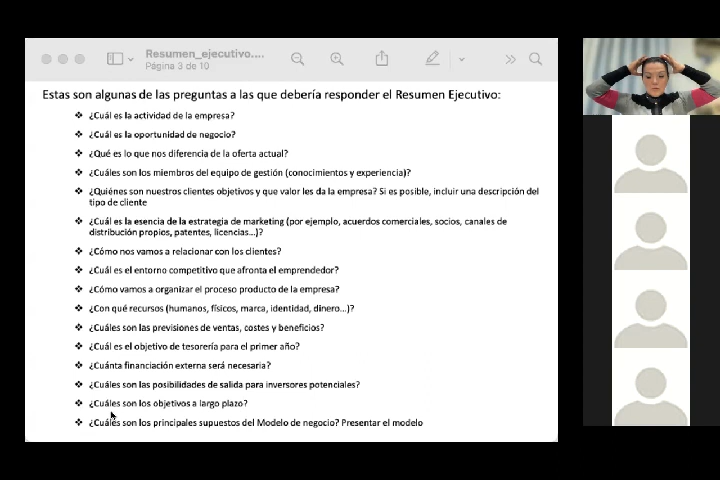 Resumen_ejecutivo....
Página 3 de 10
Estas son algunas de las preguntas a las que debería responder el Resumen Ejecutivo:
❖ ¿Cuál es la actividad de la empresa?
❖ ¿Cuál es la oportunidad de negocio?
❖ ¿Qué es lo que nos diferencia de la oferta actual?
❖ ¿Cuáles son los miembros del equipo de gestión (conocimientos y experiencia)?
❖ ¿Quiénes son nuestros clientes objetivos y que valor les da la empresa? Si es posible, incluir una descripción del
tipo de cliente
❖ ¿Cuál es la esencia de la estrategia de marketing (por ejemplo, acuerdos comerciales, socios, canales de
distribución propios, patentes, licencias...)?
❖ ¿Cómo nos vamos a relacionar con los clientes?
❖ ¿Cuál es el entorno competitivo que afronta el emprendedor?
❖ ¿Cómo vamos a organizar el proceso producto de la empresa?
❖ ¿Con qué recursos (humanos, físicos, marca, identidad, dinero...)?
❖ ¿Cuáles son las previsiones de ventas, costes y beneficios?
❖ ¿Cuál es el objetivo de tesorería para el primer año?
❖ ¿Cuánta financiación externa será necesaria?
❖ ¿Cuáles son las posibilidades de salida para inversores potenciales?
❖ ¿Cuáles son los objetivos a largo plazo?
❖ ¿Cuáles son los principales supuestos del Modelo de negocio? Presentar el modelo